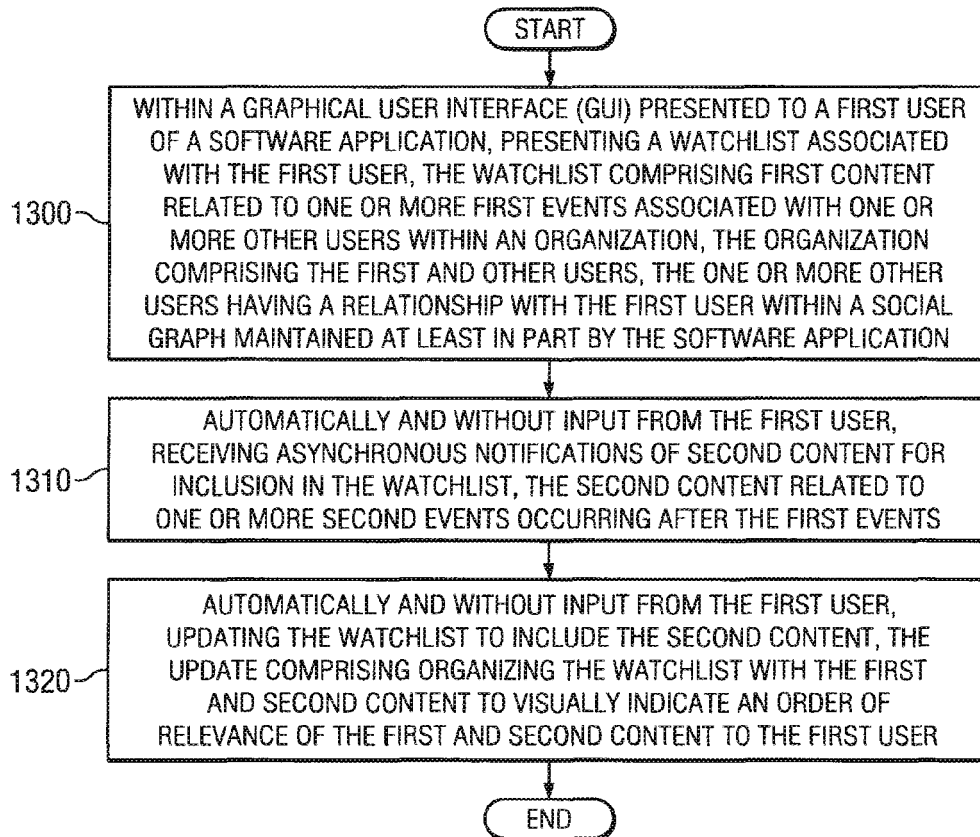 START
WITHIN A GRAPHICAL USER INTERFACE (GUI) PRESENTED TO A FIRST USER
OF A SOFTWARE APPLICATION, PRESENTING A WATCHLIST ASSOCIATED
WITH THE FIRST USER, THE WATCHLIST COMPRISING FIRST CONTENT
RELATED TO ONE OR MORE FIRST EVENTS ASSOCIATED WITH ONE OR
MORE OTHER USERS WITHIN AN ORGANIZATION, THE ORGANIZATION
COMPRISING THE FIRST AND OTHER USERS, THE ONE OR MORE OTHER
USERS HAVING A RELATIONSHIP WITH THE FIRST USER WITHIN A SOCIAL
GRAPH MAINTAINED AT LEAST IN PART BY THE SOFTWARE APPLICATION
1300
AUTOMATICALLY AND WITHOUT INPUT FROM THE FIRST USER,
RECEIVING ASYNCHRONOUS NOTIFICATIONS OF SECOND CONTENT FOR
INCLUSION IN THE WATCHLIST, THE SECOND CONTENT RELATED TO
ONE OR MORE SECOND EVENTS OCCURRING AFTER THE FIRST EVENTS
1310
AUTOMATICALLY AND WITHOUT INPUT FROM THE FIRST USER,
UPDATING THE WATCHLIST TO INCLUDE THE SECOND CONTENT, THE
UPDATE COMPRISING ORGANIZING THE WATCHLIST WITH THE FIRST
AND SECOND CONTENT TO VISUALLY INDICATE AN ORDER OF
RELEVANCE OF THE FIRST AND SECOND CONTENT TO THE FIRST USER
1320
END